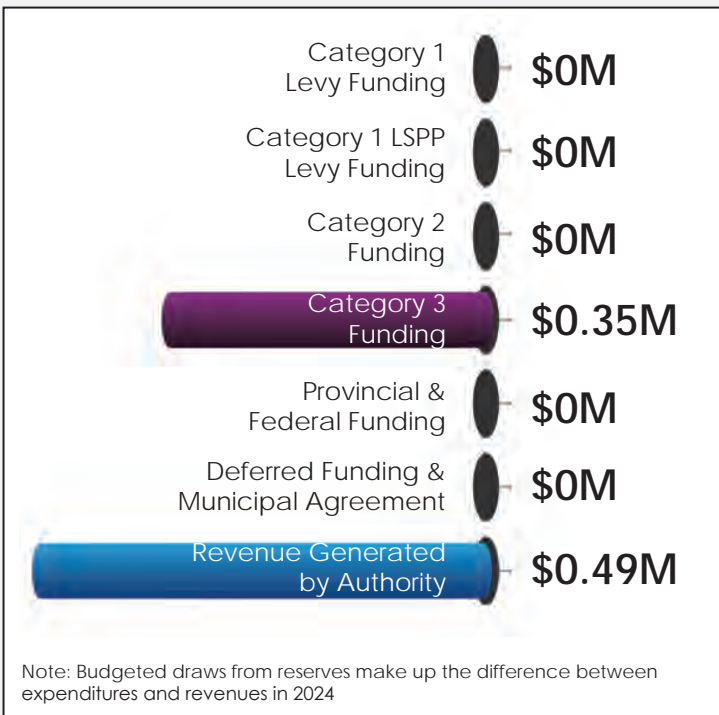 Category 1
Levy Funding
$0M
Category 1 LSPP
Levy Funding
$0M
Category 2
Funding
$0M
Category 3
Funding
$0.35M
Provincial &
Federal Funding
$0M
Deferred Funding &
Municipal Agreement
$0M
Revenue Generated
by Authority
$0.49M
Note: Budgeted draws from reserves make up the difference between
expenditures and revenues in 2024